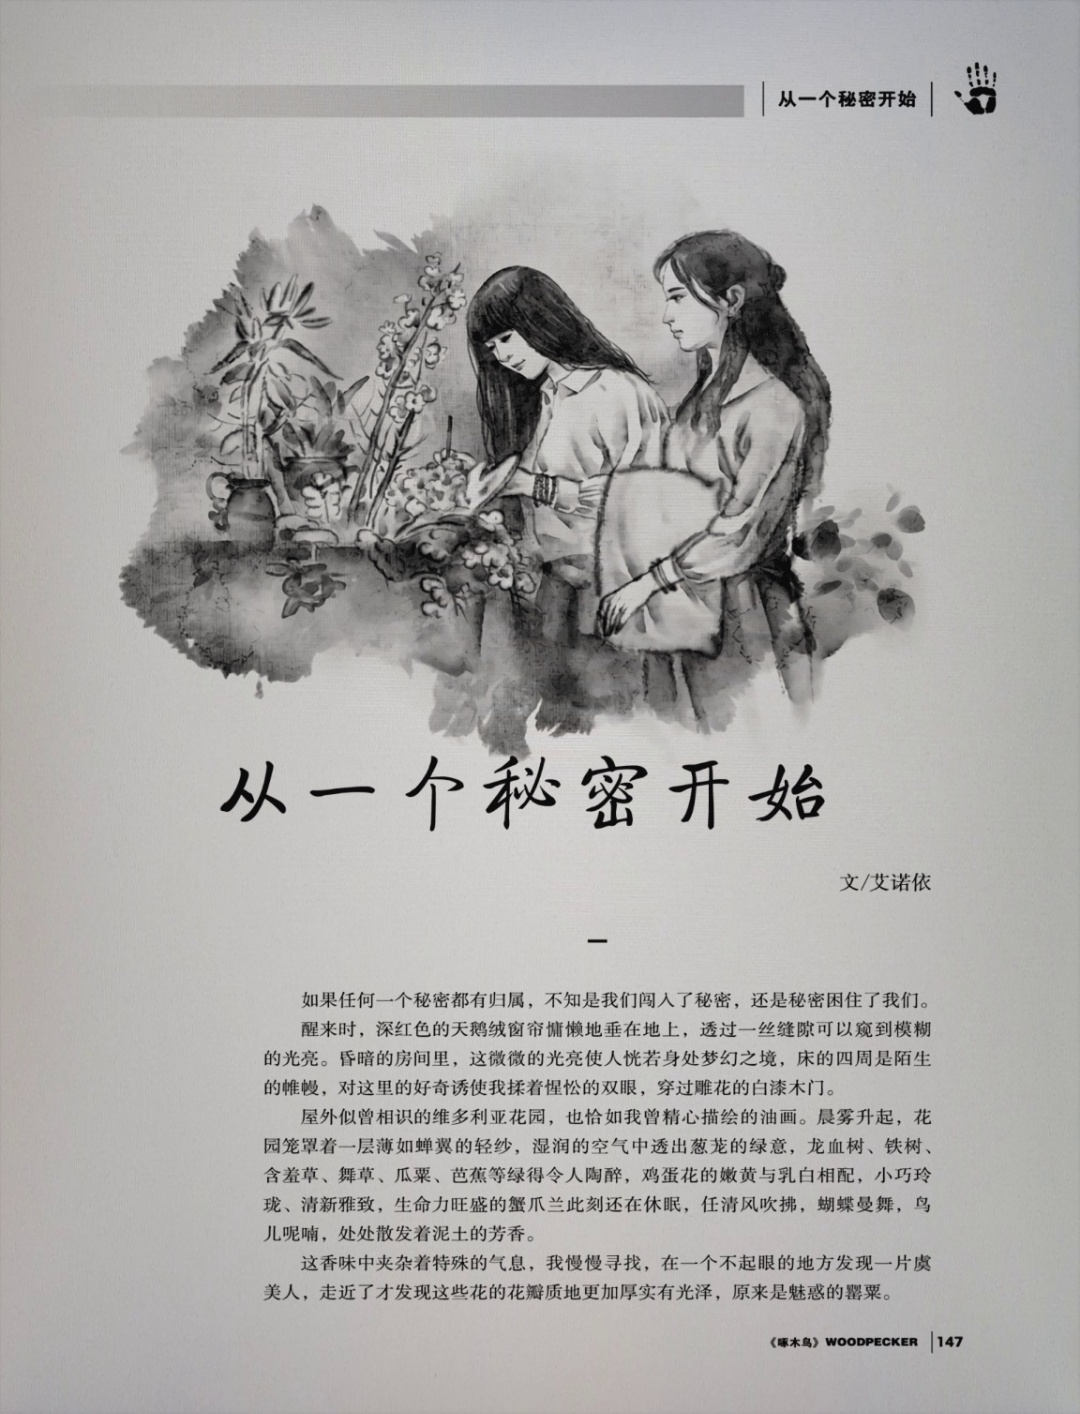 从一个秘密开始
从一个秘密开始
文/艾诺依
一
如果任何一个秘密都有归属，不知是我们闯入了秘密，还是秘密困住了我们。
醒来时，深红色的天鹅绒窗帘慵懒地垂在地上，透过一丝缝隙可以窥到模糊
的光亮。昏暗的房间里，这微微的光亮使人恍若身处梦幻之境，床的四周是陌生
的帷幔，对这里的好奇诱使我揉着惺忪的双眼，穿过雕花的白漆木门。
屋外似曾相识的维多利亚花园，也恰如我曾精心描绘的油画。晨雾升起，花
园笼罩着一层薄如蝉翼的轻纱，湿润的空气中透出葱茏的绿意，龙血树、铁树、
含羞草、舞草、瓜栗、芭蕉等绿得令人陶醉，鸡蛋花的嫩黄与乳白相配，小巧玲
珑、清新雅致，生命力旺盛的蟹爪兰此刻还在休眠，任清风吹拂，蝴蝶曼舞，鸟
儿呢喃，处处散发着泥土的芳香。
这香味中夹杂着特殊的气息，我慢慢寻找，在一个不起眼的地方发现一片虞
美人，走近了才发现这些花的花瓣质地更加厚实有光泽，原来是魅惑的罂粟。
《啄木鸟》WOODPECKER 147